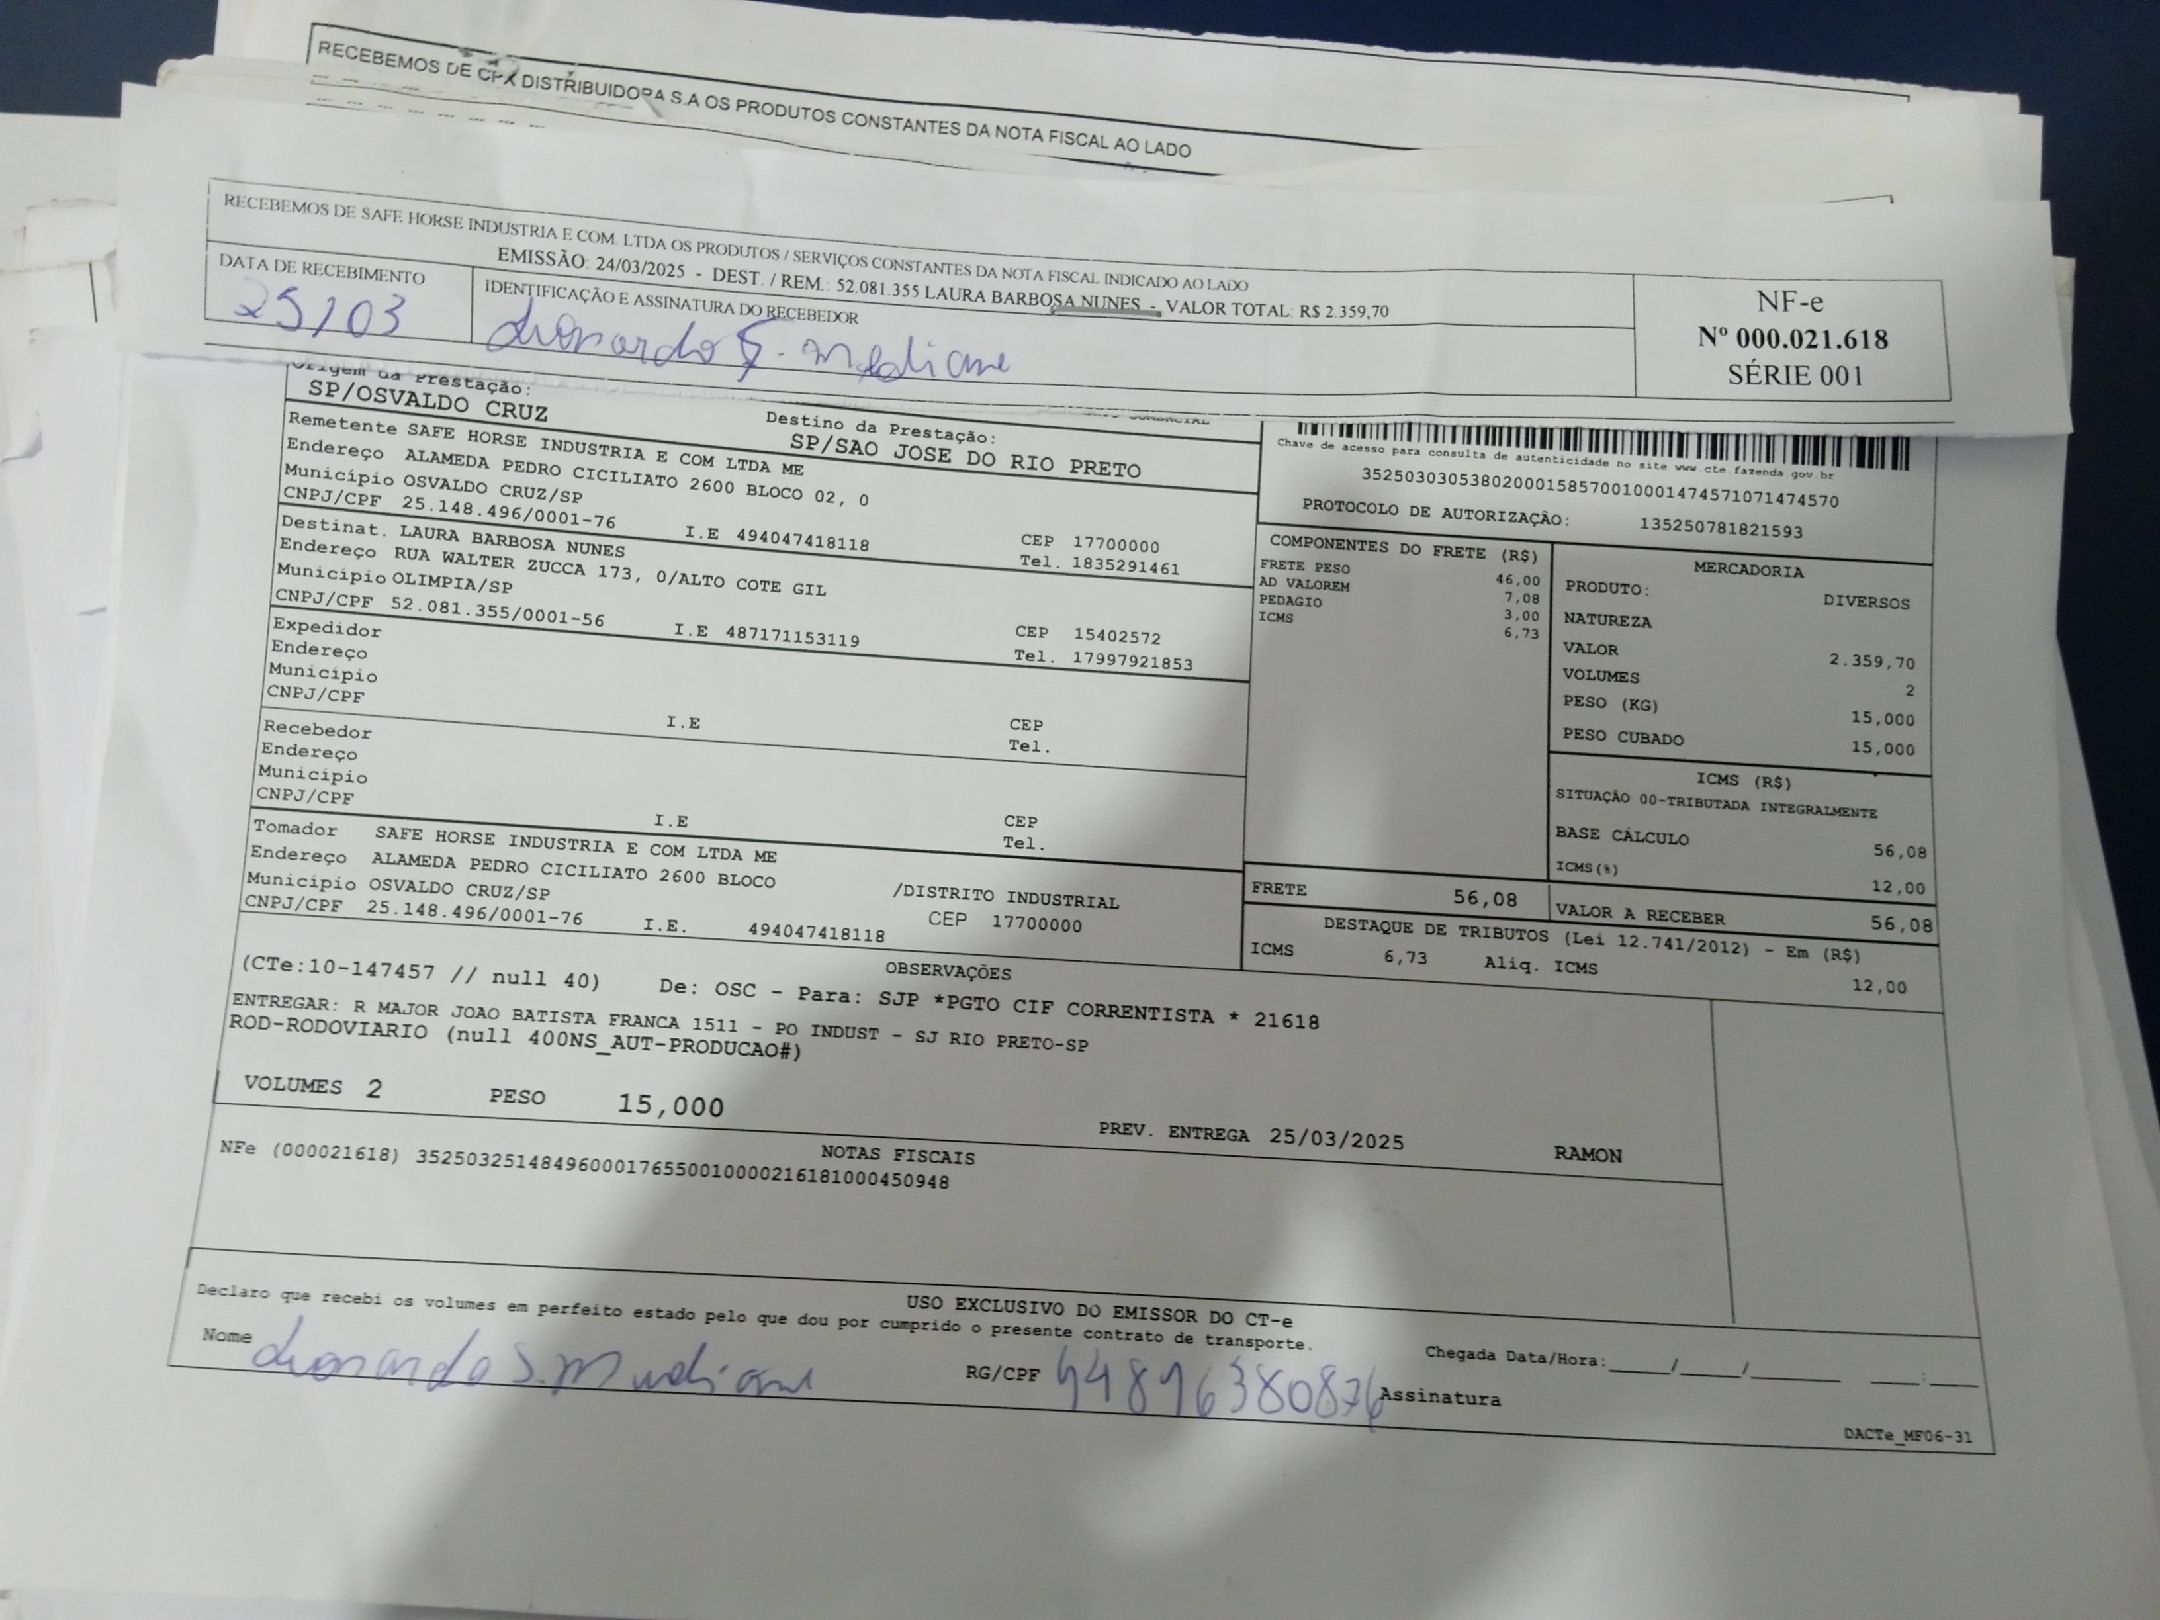 RECEBEMOS DE CPX DISTRIBUIDORA S.A OS PRODUTOS CONSTANTES DA NOTA FISCAL AO LADO
RECEBEMOS DE SAFE HORSE INDUSTRIA E COM. LTDA OS PRODUTOS / SERVIÇOS CONSTANTES DA NOTA FISCAL INDICADO AO LADO
EMISSÃO: 24/03/2025 - DEST. / REM.: 52.081.355 LAURA BARBOSA NUNES - VALOR TOTAL: R$ 2.359,70
DATA DE RECEBIMENTO
25/03
IDENTIFICAÇÃO E ASSINATURA DO RECEBEDOR
NF-e
Nº 000.021.618
SÉRIE 001
Origem da Prestação:
SP/OSVALDO CRUZ
Destino da Prestação:
SP/SAO JOSE DO RIO PRETO
Remetente SAFE HORSE INDUSTRIA E COM LTDA ME
Endereço ALAMEDA PEDRO CICILIATO 2600 BLOCO 02, 0
Município OSVALDO CRUZ/SP
CNPJ/CPF 25.148.496/0001-76 I.E 494047418118
CEP 17700000
Tel. 1835291461
Destinat. LAURA BARBOSA NUNES
Endereço RUA WALTER ZUCCA 173, 0/ALTO COTE GIL
Município OLIMPIA/SP
CNPJ/CPF 52.081.355/0001-56 I.E 487171153119
CEP 15402572
Tel. 17997921853
Expedidor
Endereço
Município
CNPJ/CPF I.E
CEP
Tel.
Recebedor
Endereço
Município
CNPJ/CPF I.E
CEP
Tel.
Tomador SAFE HORSE INDUSTRIA E COM LTDA ME
Endereço ALAMEDA PEDRO CICILIATO 2600 BLOCO /DISTRITO INDUSTRIAL
Município OSVALDO CRUZ/SP CEP 17700000
CNPJ/CPF 25.148.496/0001-76 I.E. 494047418118
Chave de acesso para consulta de autenticidade no site www.cte.fazenda.gov.br
35250303053802000158570010001474571071474570
PROTOCOLO DE AUTORIZAÇÃO: 135250781821593
COMPONENTES DO FRETE (R$)
FRETE PESO 46,00
AD VALOREM 7,08
PEDAGIO 3,00
ICMS 6,73
MERCADORIA
PRODUTO: DIVERSOS
NATUREZA
VALOR 2.359,70
VOLUMES 2
PESO (KG) 15,000
PESO CUBADO 15,000
ICMS (R$)
SITUAÇÃO 00-TRIBUTADA INTEGRALMENTE
BASE CÁLCULO 56,08
ICMS(%) 12,00
FRETE 56,08
VALOR A RECEBER 56,08
DESTAQUE DE TRIBUTOS (Lei 12.741/2012) - Em (R$)
ICMS 6,73 Aliq. ICMS 12,00
OBSERVAÇÕES
(CTe:10-147457 // null 40) De: OSC - Para: SJP *PGTO CIF CORRENTISTA * 21618
ENTREGAR: R MAJOR JOAO BATISTA FRANCA 1511 - PO INDUST - SJ RIO PRETO-SP
ROD-RODOVIARIO (null 400NS_AUT-PRODUCAO#)
VOLUMES 2 PESO 15,000
PREV. ENTREGA 25/03/2025 RAMON
NOTAS FISCAIS
NFe (000021618) 35250325148496000176550010000216181000450948
USO EXCLUSIVO DO EMISSOR DO CT-e
Declaro que recebi os volumes em perfeito estado pelo que dou por cumprido o presente contrato de transporte.
Nome
RG/CPF
Chegada Data/Hora:_____/_____/_______ ____:____
Assinatura
DACTe_MF06-31